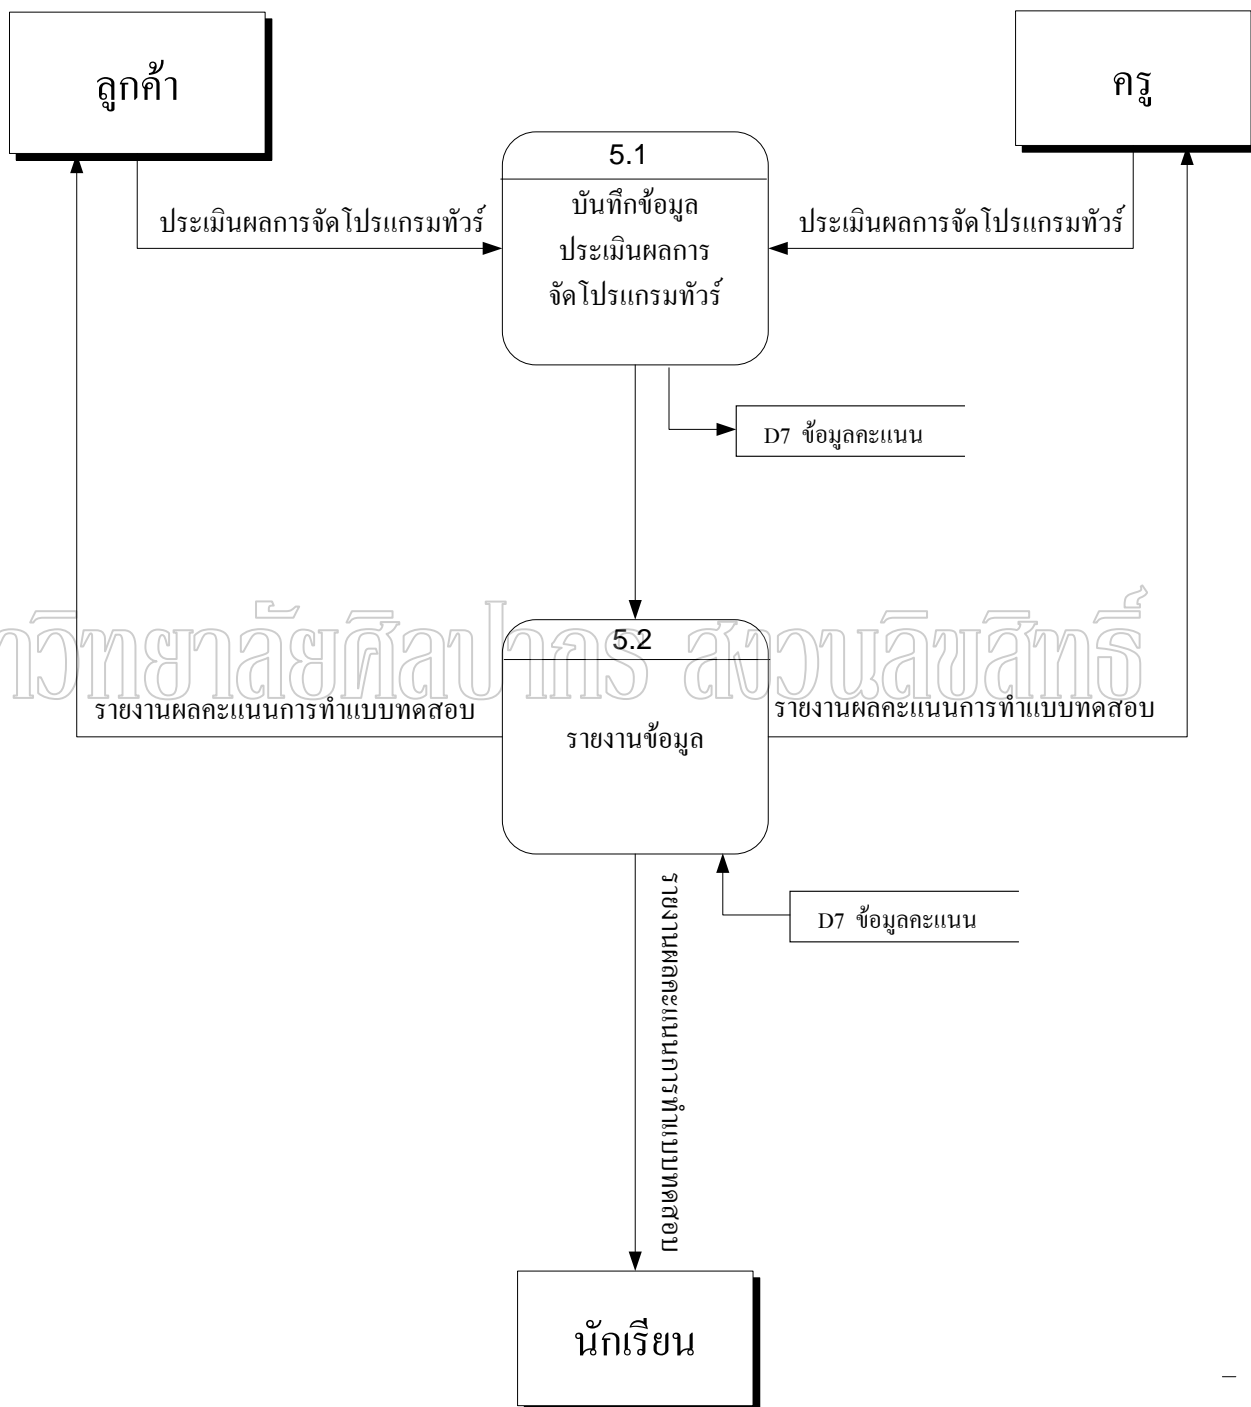 ลูกค้า
ครู
5.1
บันทึกข้อมูล
ประเมินผลการ
จัดโปรแกรมทัวร์
ประเมินผลการจัดโปรแกรมทัวร์
ประเมินผลการจัดโปรแกรมทัวร์
D7 ข้อมูลคะแนน
าวิทยาลัยศิลปากร สงวนลิขสิทธิ์
5.2
รายงานข้อมูล
รายงานผลคะแนนการทำแบบทดสอบ
รายงานผลคะแนนการทำแบบทดสอบ
D7 ข้อมูลคะแนน
รายงานผลคะแนนการทำแบบทดสอบ
นักเรียน